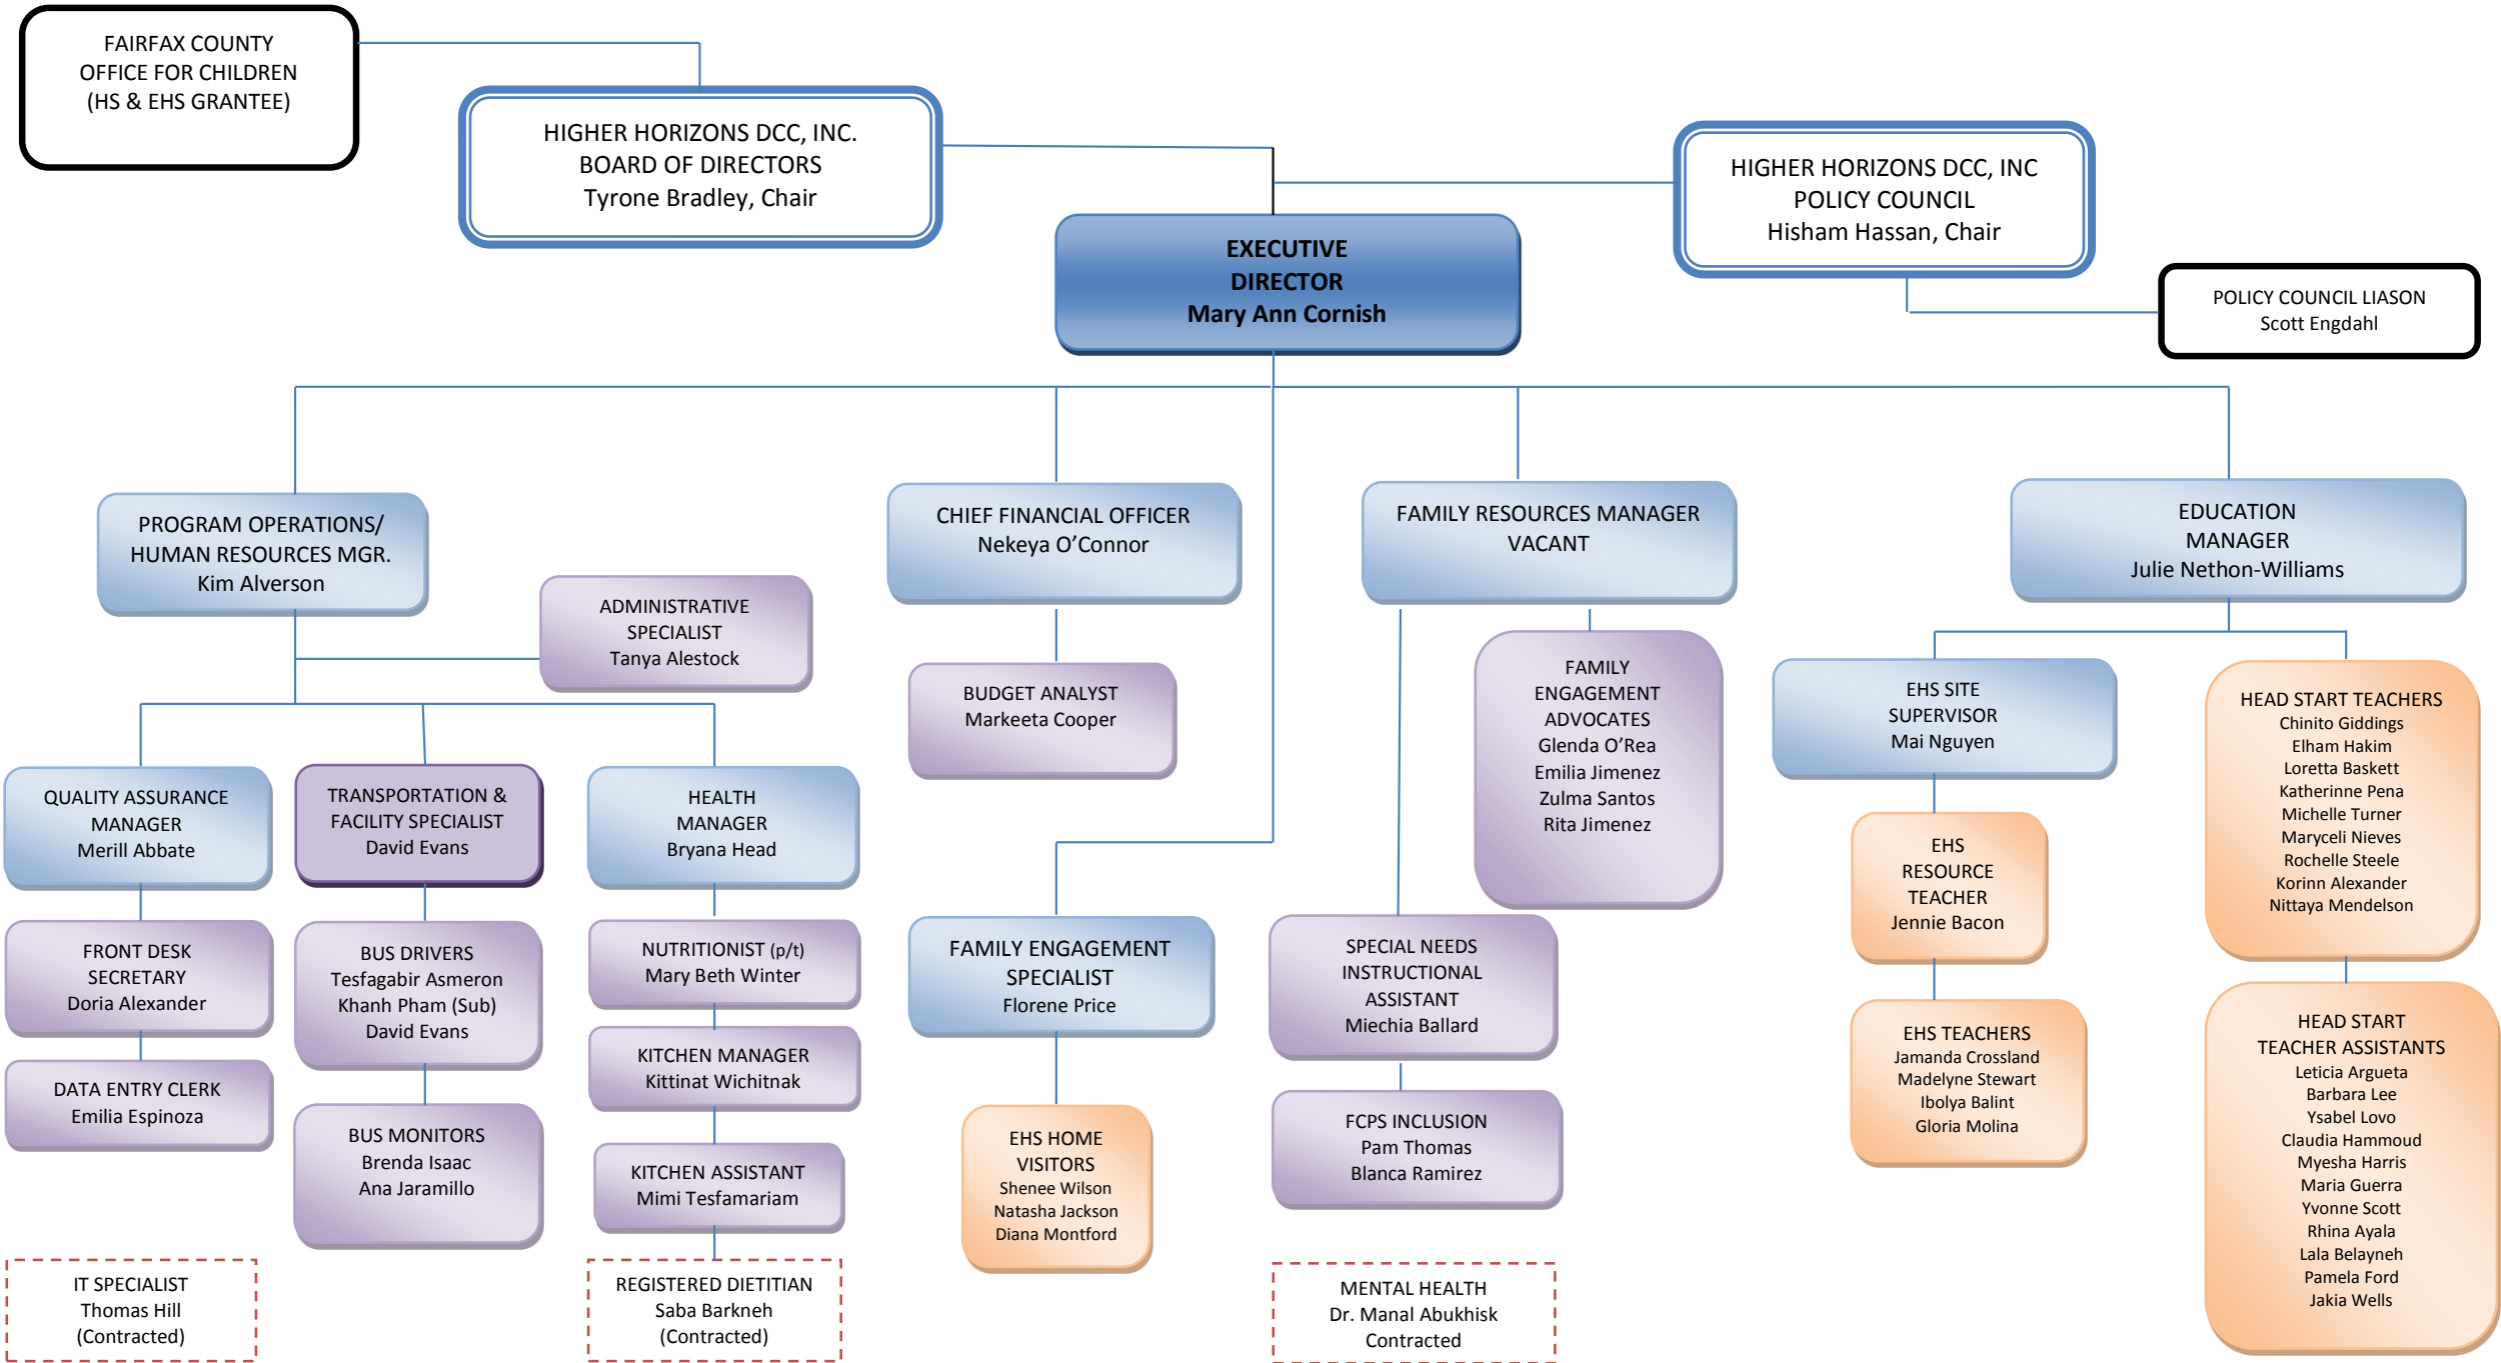 FAIRFAX COUNTY
OFFICE FOR CHILDREN
(HS & EHS GRANTEE)
HIGHER HORIZONS DCC, INC.
BOARD OF DIRECTORS
Tyrone Bradley, Chair
HIGHER HORIZONS DCC, INC
POLICY COUNCIL
Hisham Hassan, Chair
EXECUTIVE
DIRECTOR
Mary Ann Cornish
POLICY COUNCIL LIASON
Scott Engdahl
PROGRAM OPERATIONS/
HUMAN RESOURCES MGR.
Kim Alverson
ADMINISTRATIVE
SPECIALIST
Tanya Alestock
CHIEF FINANCIAL OFFICER
Nekeya O’Connor
BUDGET ANALYST
Markeeta Cooper
FAMILY RESOURCES MANAGER
VACANT
FAMILY
ENGAGEMENT
ADVOCATES
Glenda O’Rea
Emilia Jimenez
Zulma Santos
Rita Jimenez
EDUCATION
MANAGER
Julie Nethon-Williams
EHS SITE
SUPERVISOR
Mai Nguyen
EHS
RESOURCE
TEACHER
Jennie Bacon
EHS TEACHERS
Jamanda Crossland
Madelyne Stewart
Ibolya Balint
Gloria Molina
HEAD START TEACHERS
Chinito Giddings
Elham Hakim
Loretta Baskett
Katherinne Pena
Michelle Turner
Maryceli Nieves
Rochelle Steele
Korinn Alexander
Nittaya Mendelson
HEAD START
TEACHER ASSISTANTS
Leticia Argueta
Barbara Lee
Ysabel Lovo
Claudia Hammoud
Myesha Harris
Maria Guerra
Yvonne Scott
Rhina Ayala
Lala Belayneh
Pamela Ford
Jakia Wells
QUALITY ASSURANCE
MANAGER
Merill Abbate
FRONT DESK
SECRETARY
Doria Alexander
DATA ENTRY CLERK
Emilia Espinoza
IT SPECIALIST
Thomas Hill
(Contracted)
TRANSPORTATION &
FACILITY SPECIALIST
David Evans
BUS DRIVERS
Tesfagabir Asmeron
Khanh Pham (Sub)
David Evans
BUS MONITORS
Brenda Isaac
Ana Jaramillo
HEALTH
MANAGER
Bryana Head
NUTRITIONIST (p/t)
Mary Beth Winter
KITCHEN MANAGER
Kittinat Wichitnak
KITCHEN ASSISTANT
Mimi Tesfamariam
REGISTERED DIETITIAN
Saba Barkneh
(Contracted)
FAMILY ENGAGEMENT
SPECIALIST
Florene Price
EHS HOME
VISITORS
Shenee Wilson
Natasha Jackson
Diana Montford
SPECIAL NEEDS
INSTRUCTIONAL
ASSISTANT
Miechia Ballard
FCPS INCLUSION
Pam Thomas
Blanca Ramirez
MENTAL HEALTH
Dr. Manal Abukhisk
Contracted